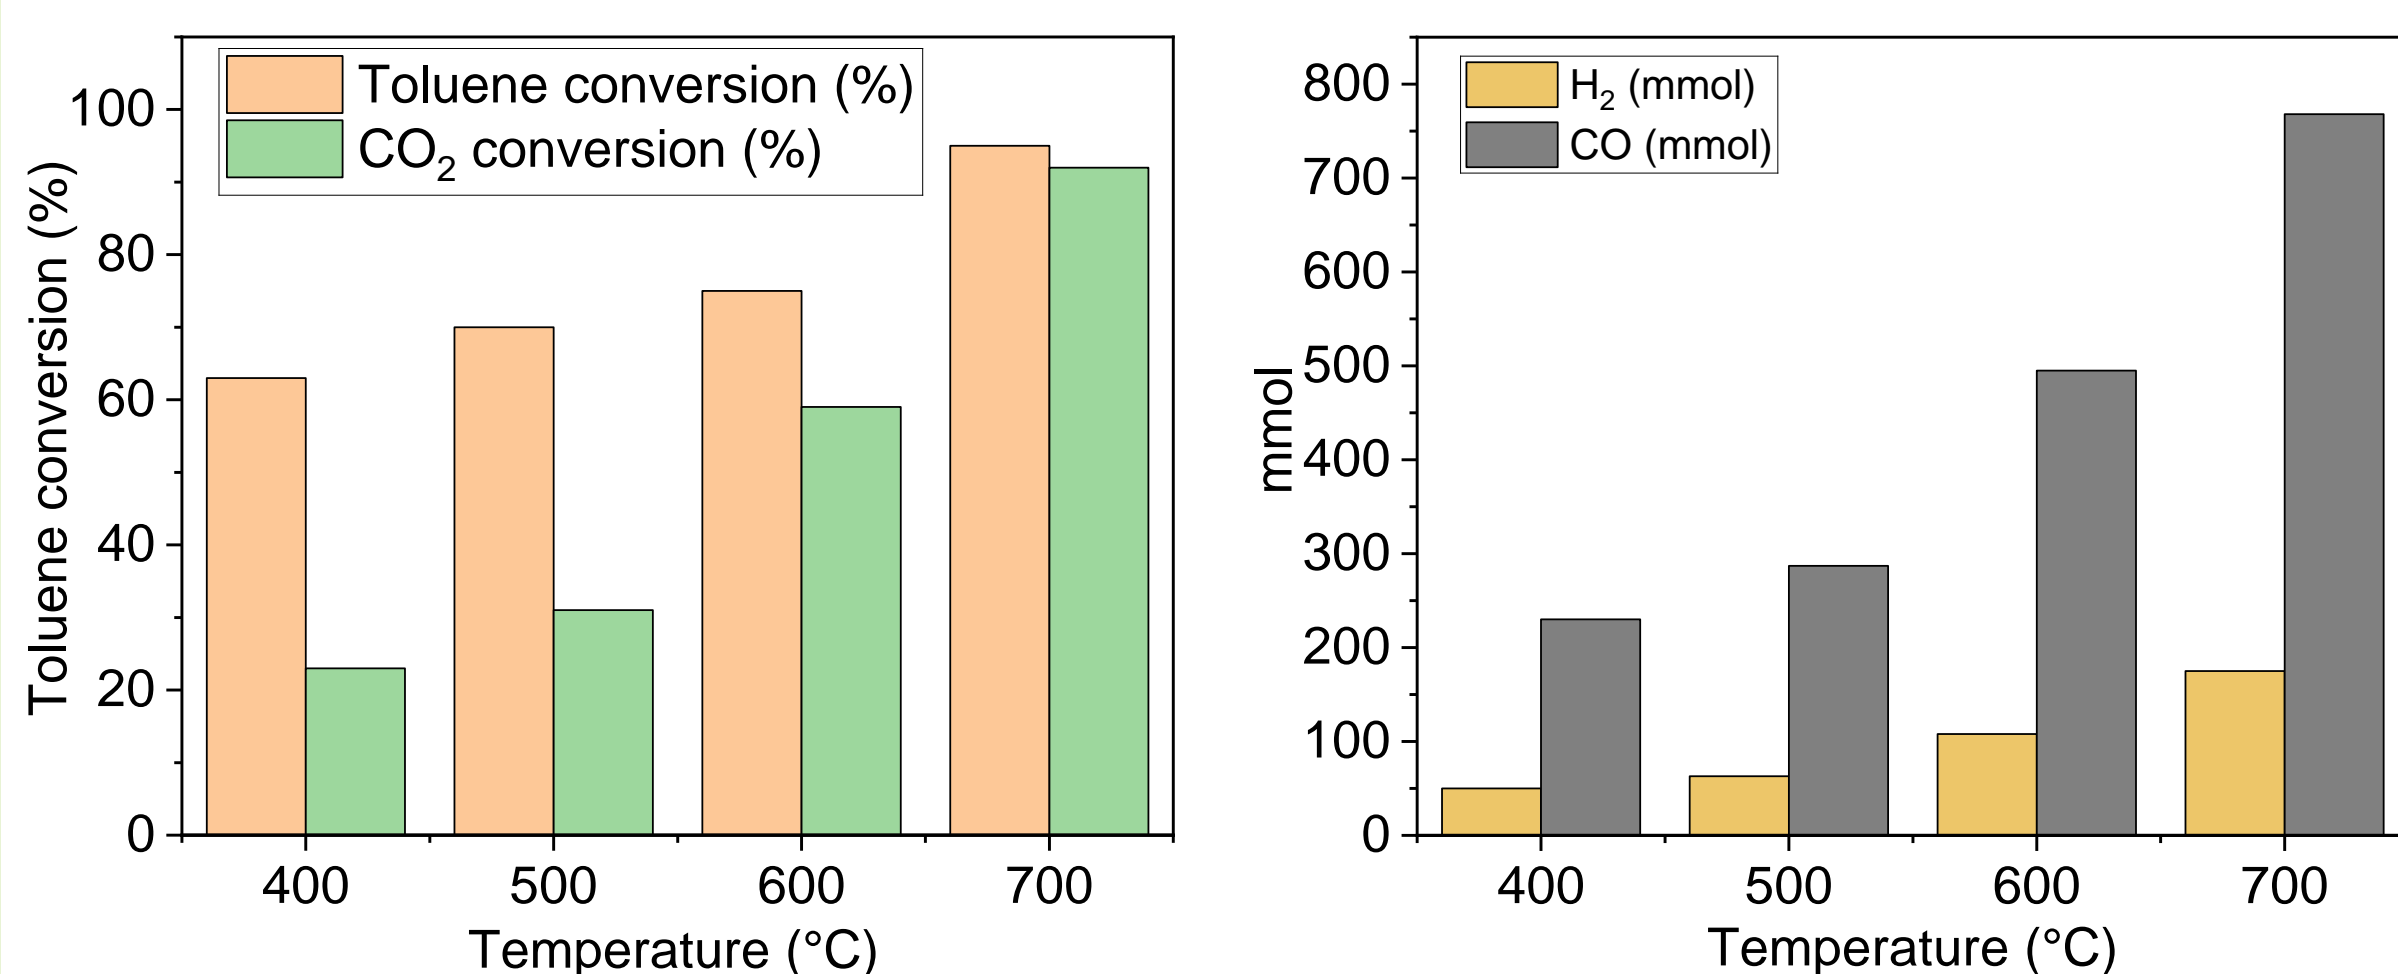 Toluene conversion (%)
CO₂ conversion (%)
100
80
60
40
20
0
Toluene conversion (%)
400 500 600 700
Temperature (°C)
H₂ (mmol)
CO (mmol)
800
700
600
500
400
300
200
100
0
mmol
400 500 600 700
Temperature (°C)